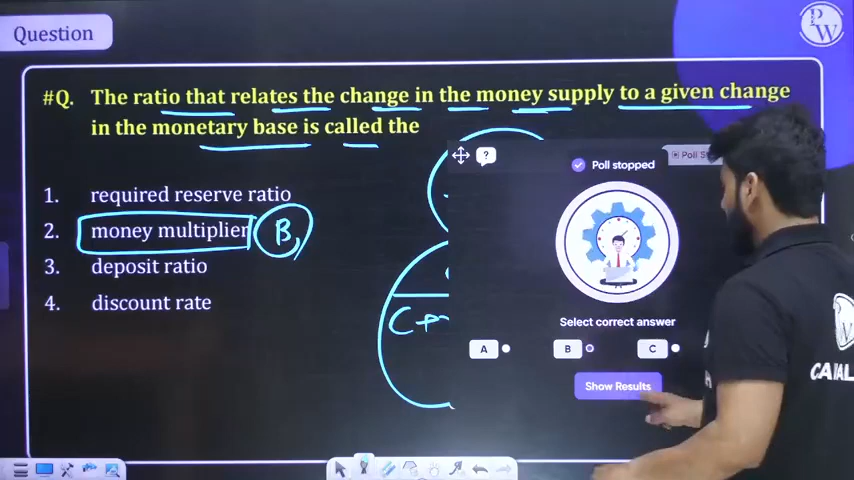 Question
PW
#Q. The ratio that relates the change in the money supply to a given change
in the monetary base is called the
Poll stopped
1. required reserve ratio
2. money multiplier B,
3. deposit ratio
4. discount rate
C+
Select correct answer
A B C
Show Results